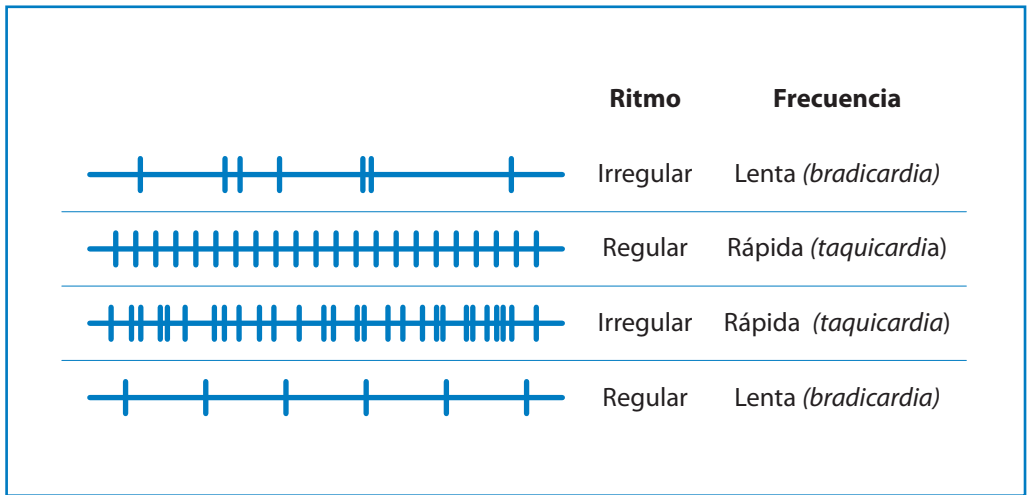 Ritmo Frecuencia
Irregular Lenta (bradicardia)
Regular Rápida (taquicardia)
Irregular Rápida (taquicardia)
Regular Lenta (bradicardia)